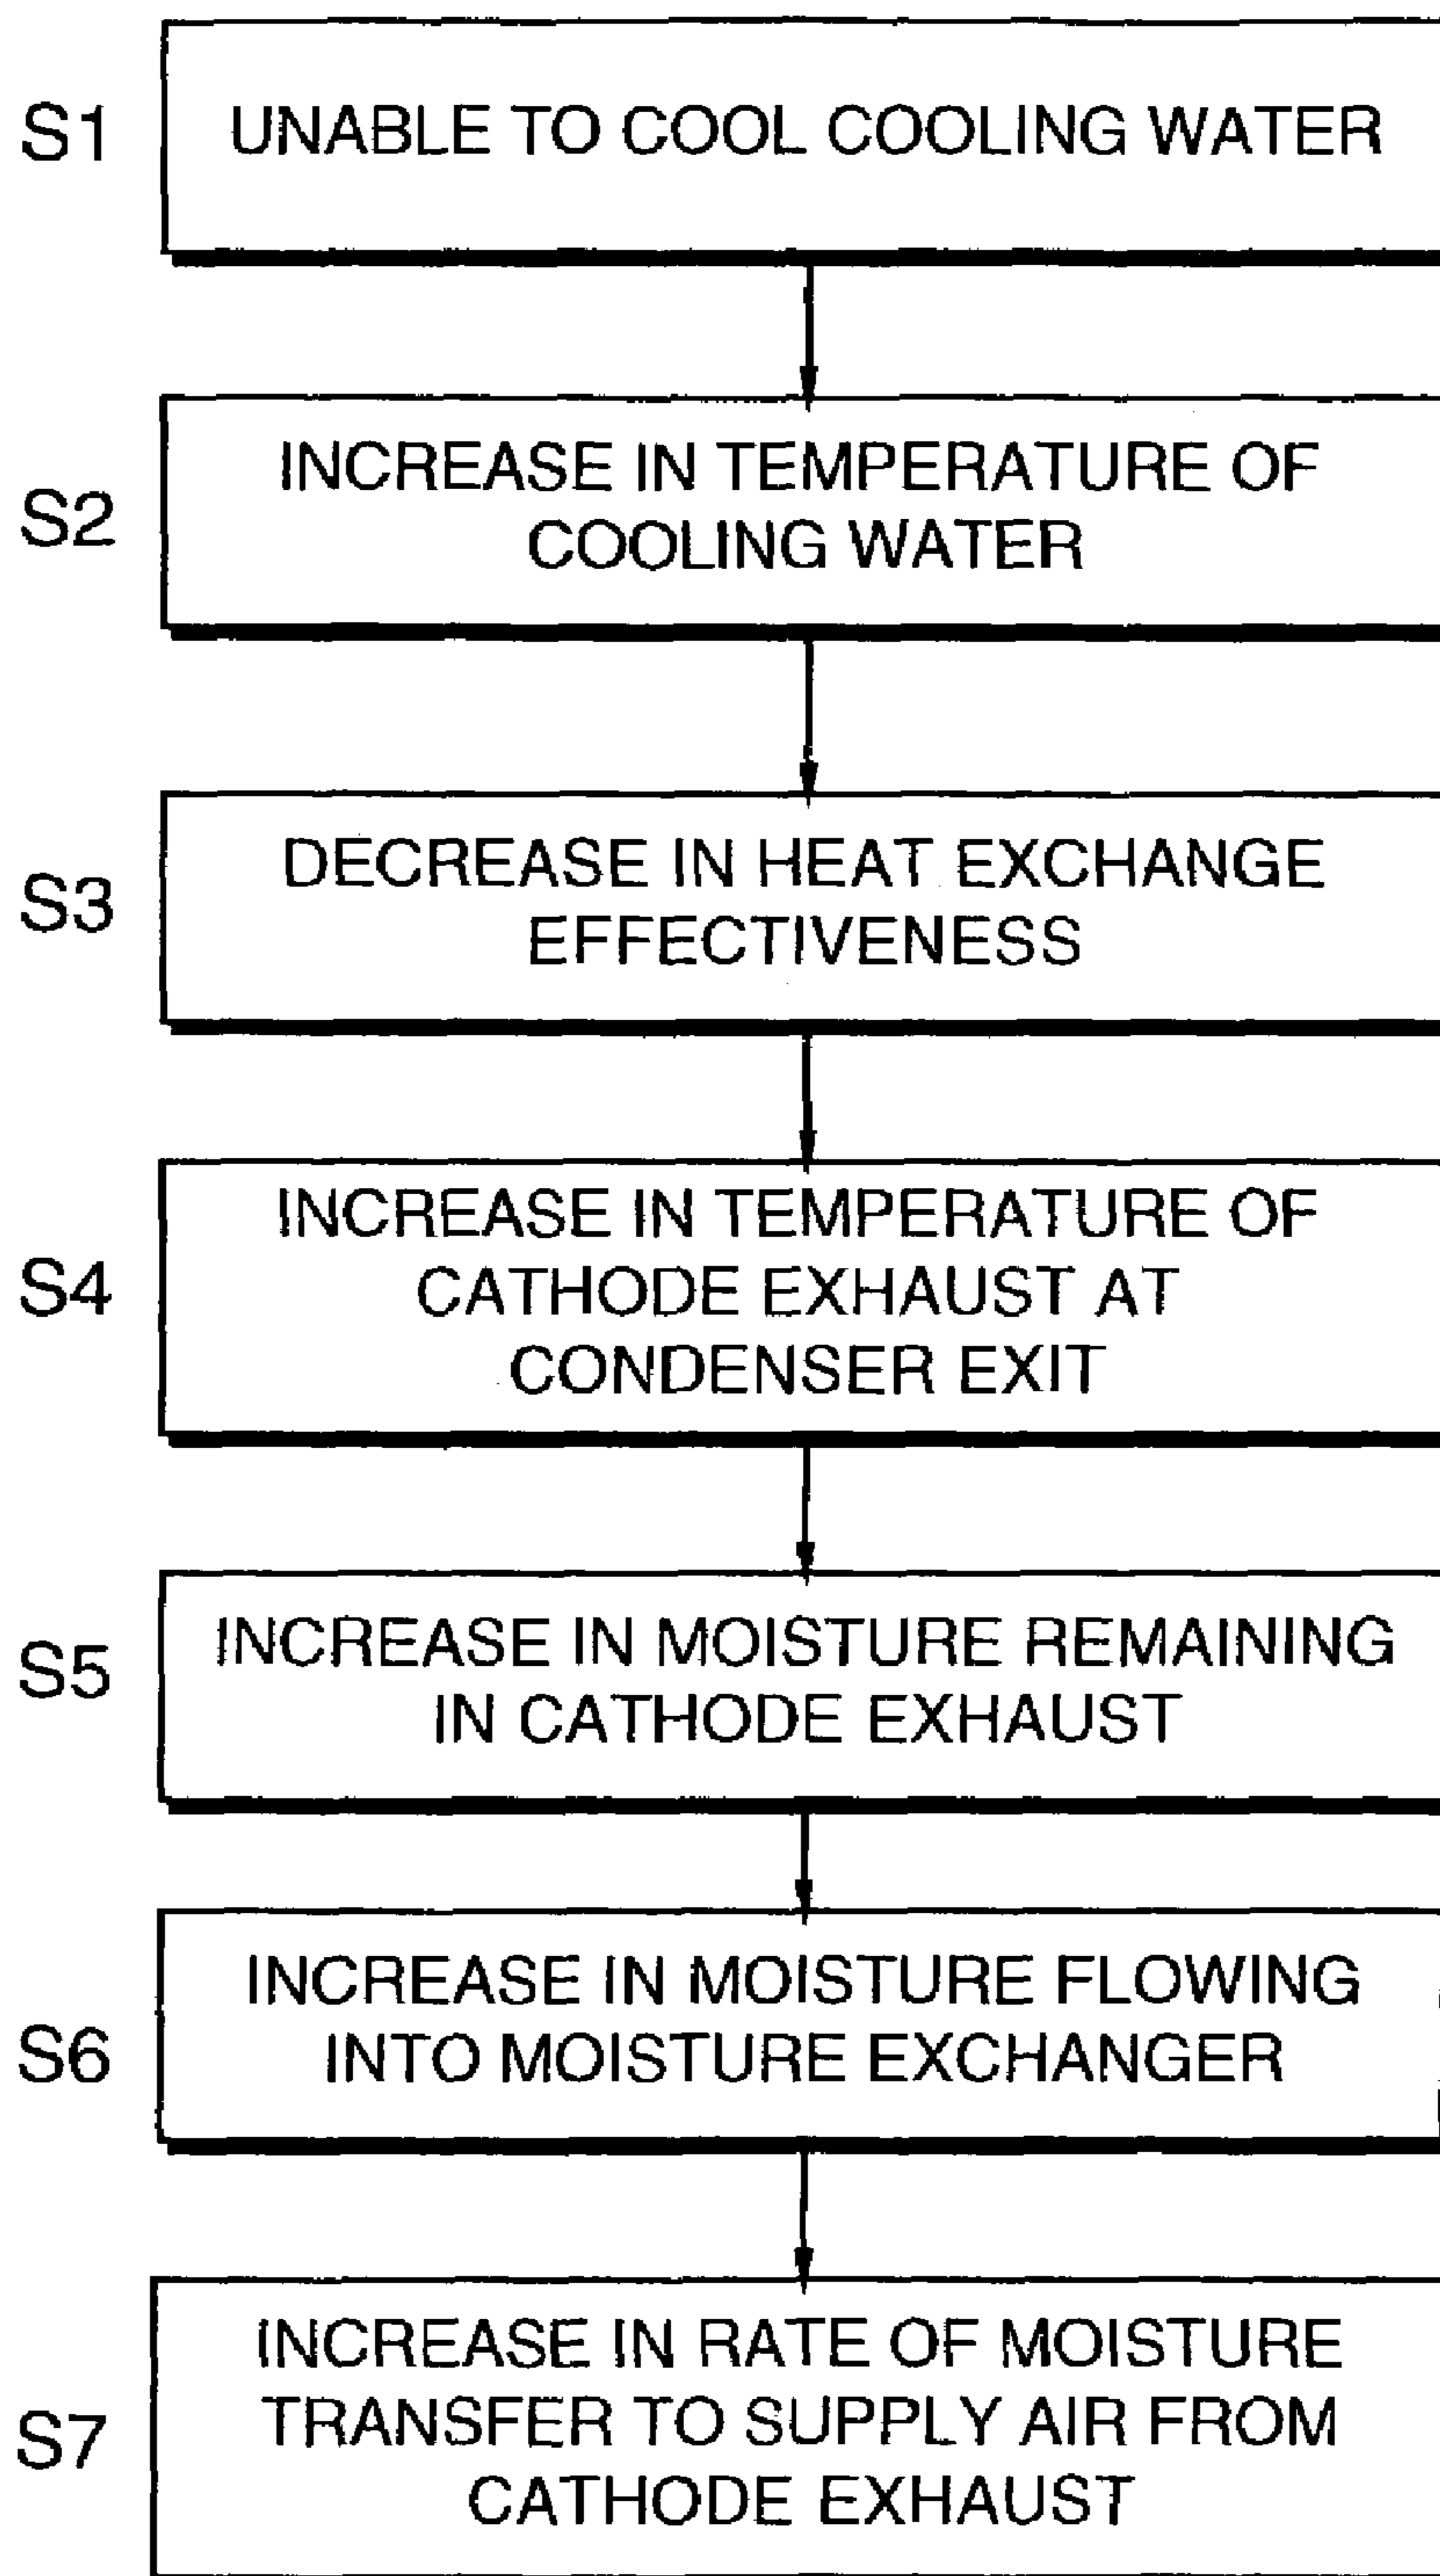 S1
UNABLE TO COOL COOLING WATER
S2
INCREASE IN TEMPERATURE OF
COOLING WATER
S3
DECREASE IN HEAT EXCHANGE
EFFECTIVENESS
S4
INCREASE IN TEMPERATURE OF
CATHODE EXHAUST AT
CONDENSER EXIT
S5
INCREASE IN MOISTURE REMAINING
IN CATHODE EXHAUST
S6
INCREASE IN MOISTURE FLOWING
INTO MOISTURE EXCHANGER
S7
INCREASE IN RATE OF MOISTURE
TRANSFER TO SUPPLY AIR FROM
CATHODE EXHAUST